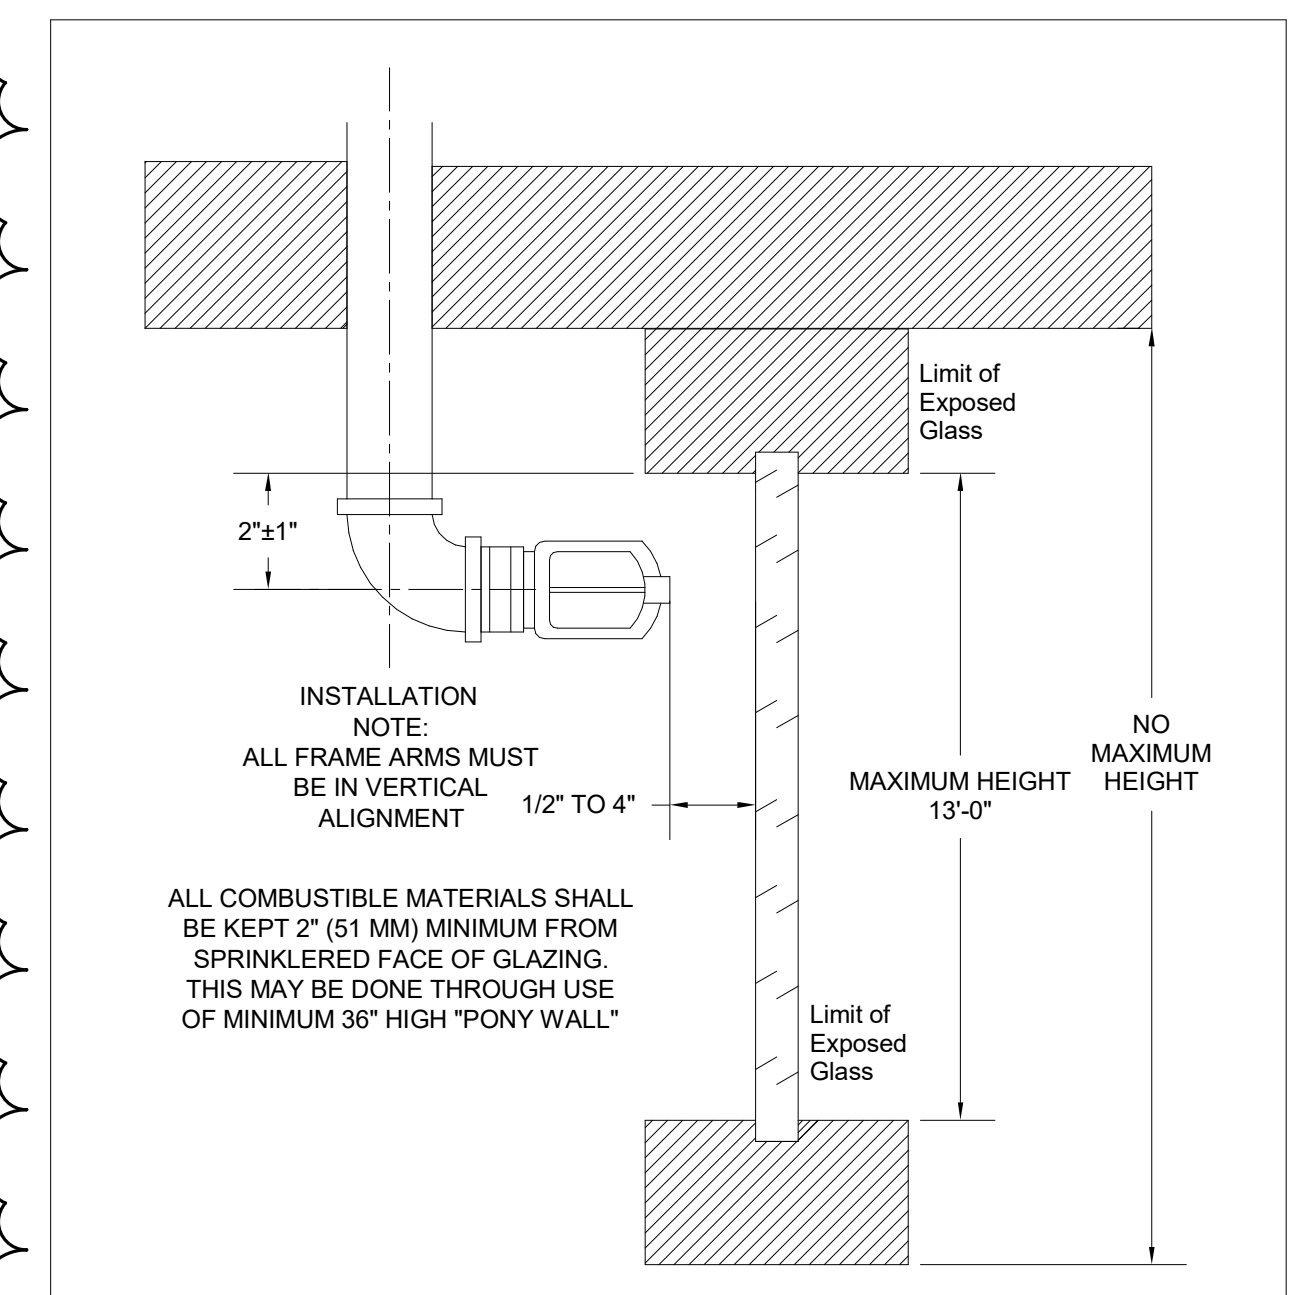 Limit of
Exposed
Glass
2"±1"
INSTALLATION
NOTE:
ALL FRAME ARMS MUST
BE IN VERTICAL
ALIGNMENT
1/2" TO 4"
MAXIMUM HEIGHT
13'-0"
NO
MAXIMUM
HEIGHT
ALL COMBUSTIBLE MATERIALS SHALL
BE KEPT 2" (51 MM) MINIMUM FROM
SPRINKLERED FACE OF GLAZING.
THIS MAY BE DONE THROUGH USE
OF MINIMUM 36" HIGH "PONY WALL"
Limit of
Exposed
Glass